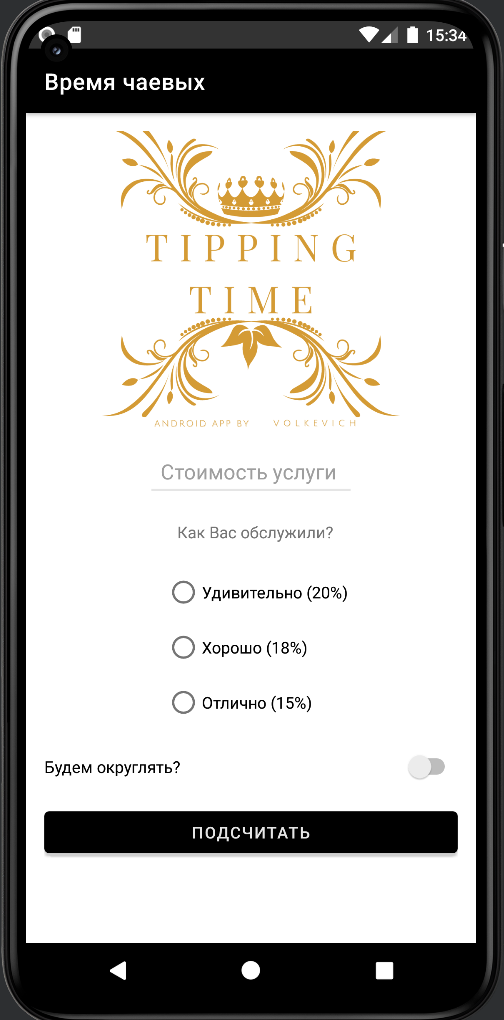 15:34
Время чаевых
TIPPING
TIME
ANDROID APP BY VOLKEVICH
Стоимость услуги
Как Вас обслужили?
Удивительно (20%)
Хорошо (18%)
Отлично (15%)
Будем округлять?
ПОДСЧИТАТЬ